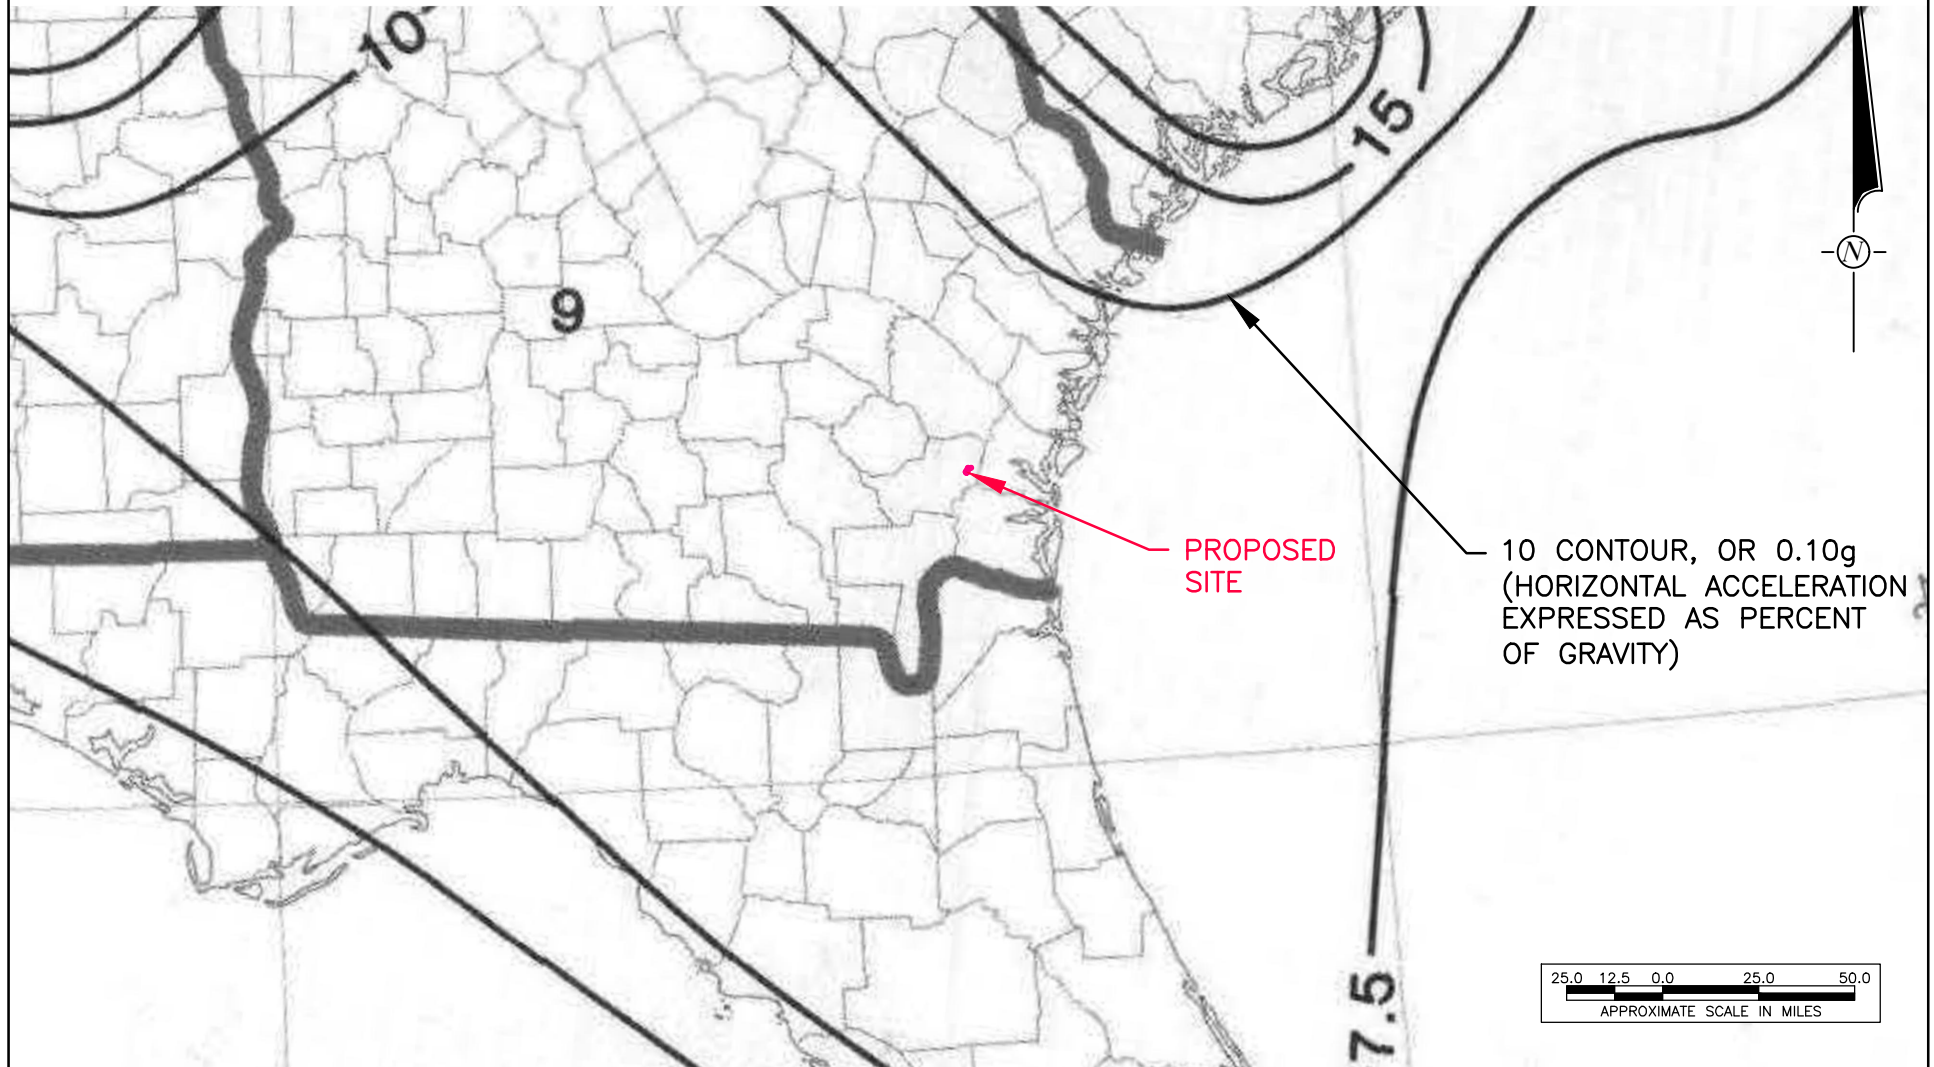 10
15
9
N
PROPOSED
SITE
10 CONTOUR, OR 0.10g
(HORIZONTAL ACCELERATION
EXPRESSED AS PERCENT
OF GRAVITY)
7.5
25.0 12.5 0.0 25.0 50.0
APPROXIMATE SCALE IN MILES